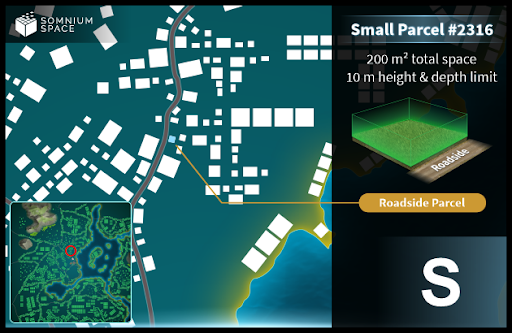 SOMNIUM
SPACE
Small Parcel #2316
200 m² total space
10 m height & depth limit
Roadside
Roadside Parcel
S